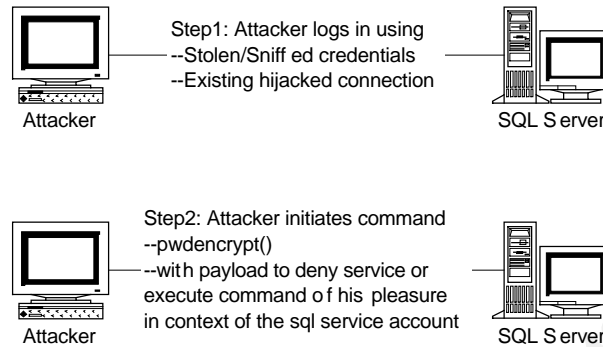 Step1: Attacker logs in using
--Stolen/Sniff ed credentials
--Existing hijacked connection
Attacker
SQL S erver
Step2: Attacker initiates command
--pwdencrypt()
--with payload to deny service or
execute command of his pleasure
in context of the sql service account
Attacker
SQL S erver